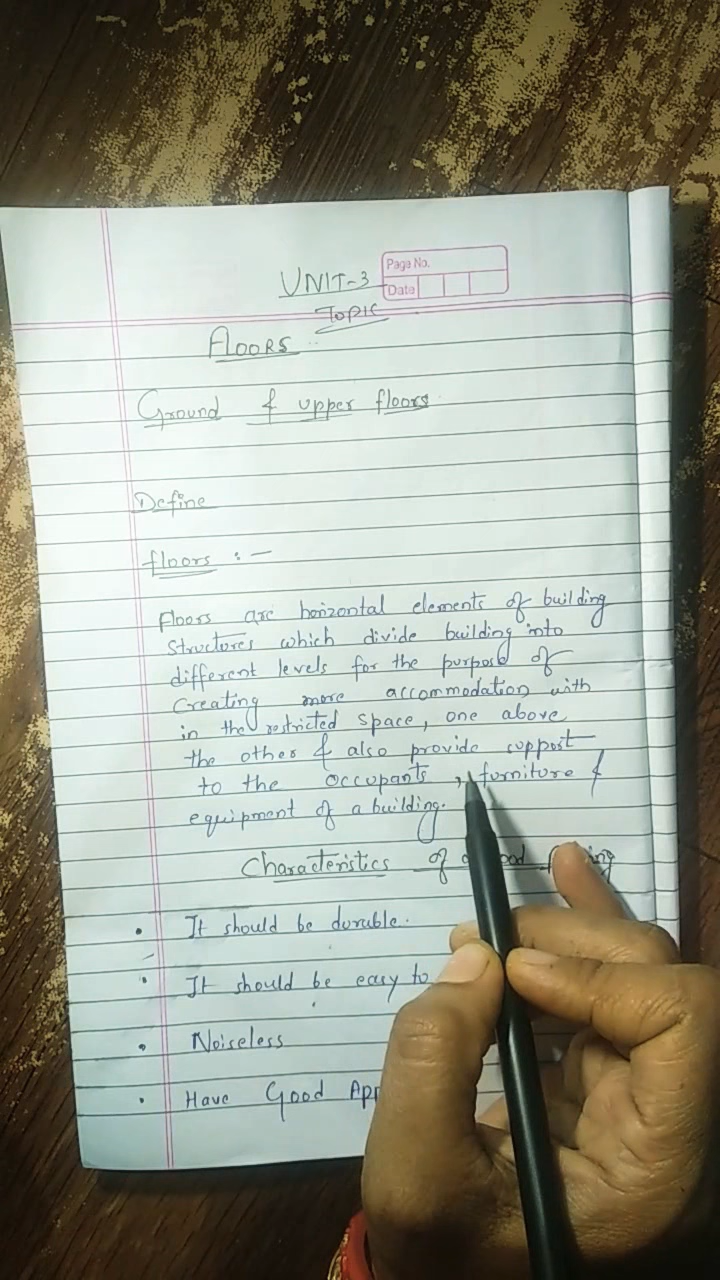 UNIT-3
Page No.
Date
Topic
FlOORS
Ground & upper floors
Define
floors :-
Floors are horizontal elements of building
structures which divide building into
different levels for the purpose of
Creating more accommodation with
in the restricted space, one above
the other & also provide support
to the occupants, furniture &
equipment of a building.
Characteristics of
It should be durable.
It should be easy to
Noiseless
Have Good App